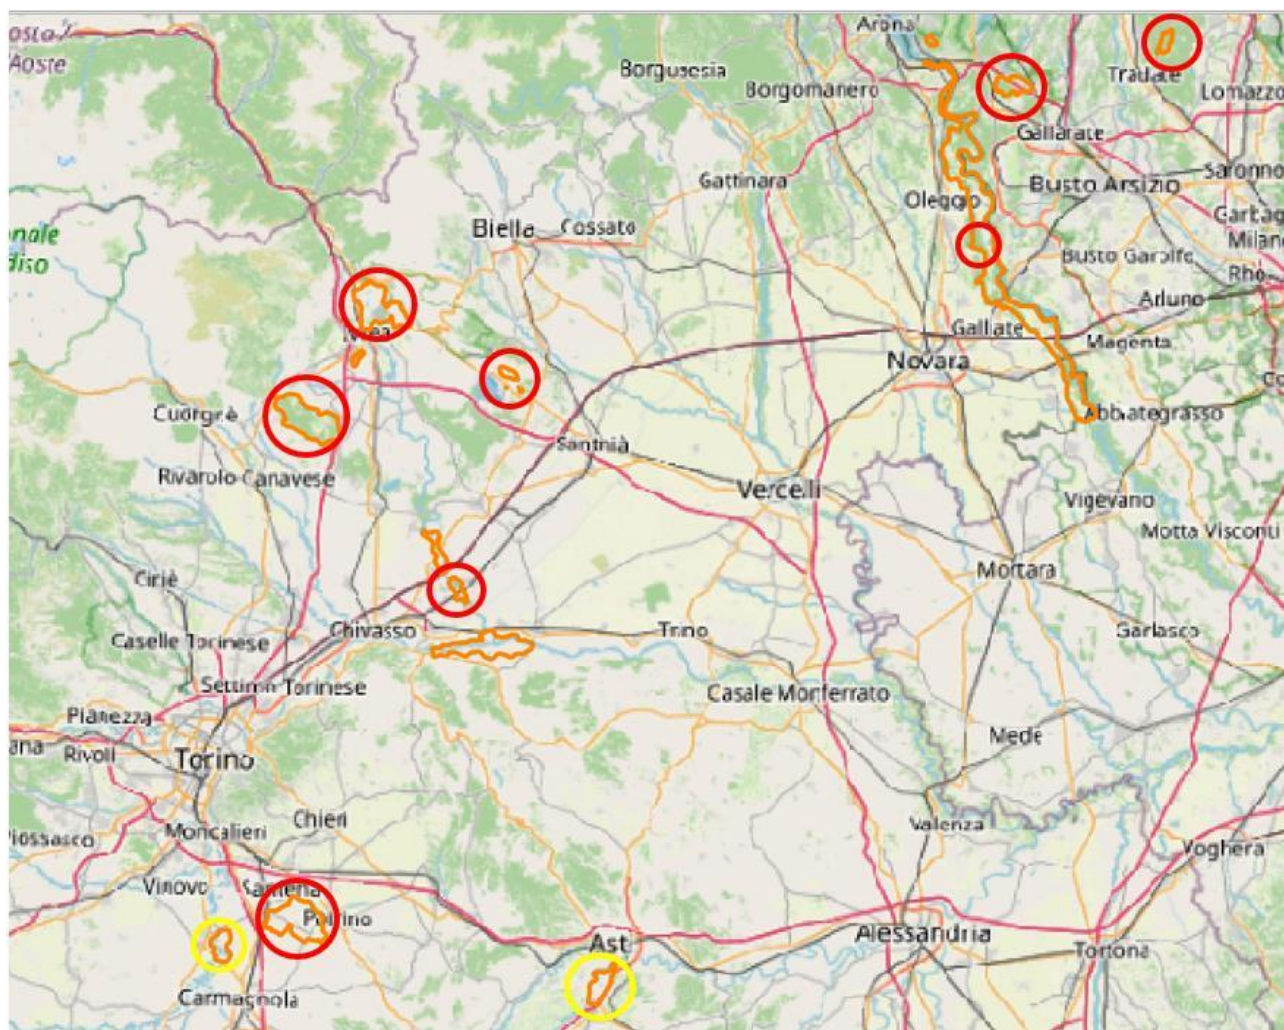 Aosta/
Aoste
Arona
Borgosesia
Tradate
Borgomanero
Lomazzo
Gallarate
Gattinara
Saronno
Busto Arsizio
Oleggio
Biella
Cossato
Busto Garolfo
Rho
Arluno
Galliate
Magenta
Novara
Cuorgnè
Abbiategrasso
Santhià
Rivarolo Canavese
Vercelli
Vigevano
Motta Visconti
Ciriè
Mortara
Chivasso
Trino
Garlasco
Caselle Torinese
Settimo Torinese
Casale Monferrato
Pianezza
Mede
Rivoli
Torino
Chieri
Moncalieri
Valenza
Voghera
Vinovo
Poirino
Ast
Alessandria
Tortona
Carmagnola